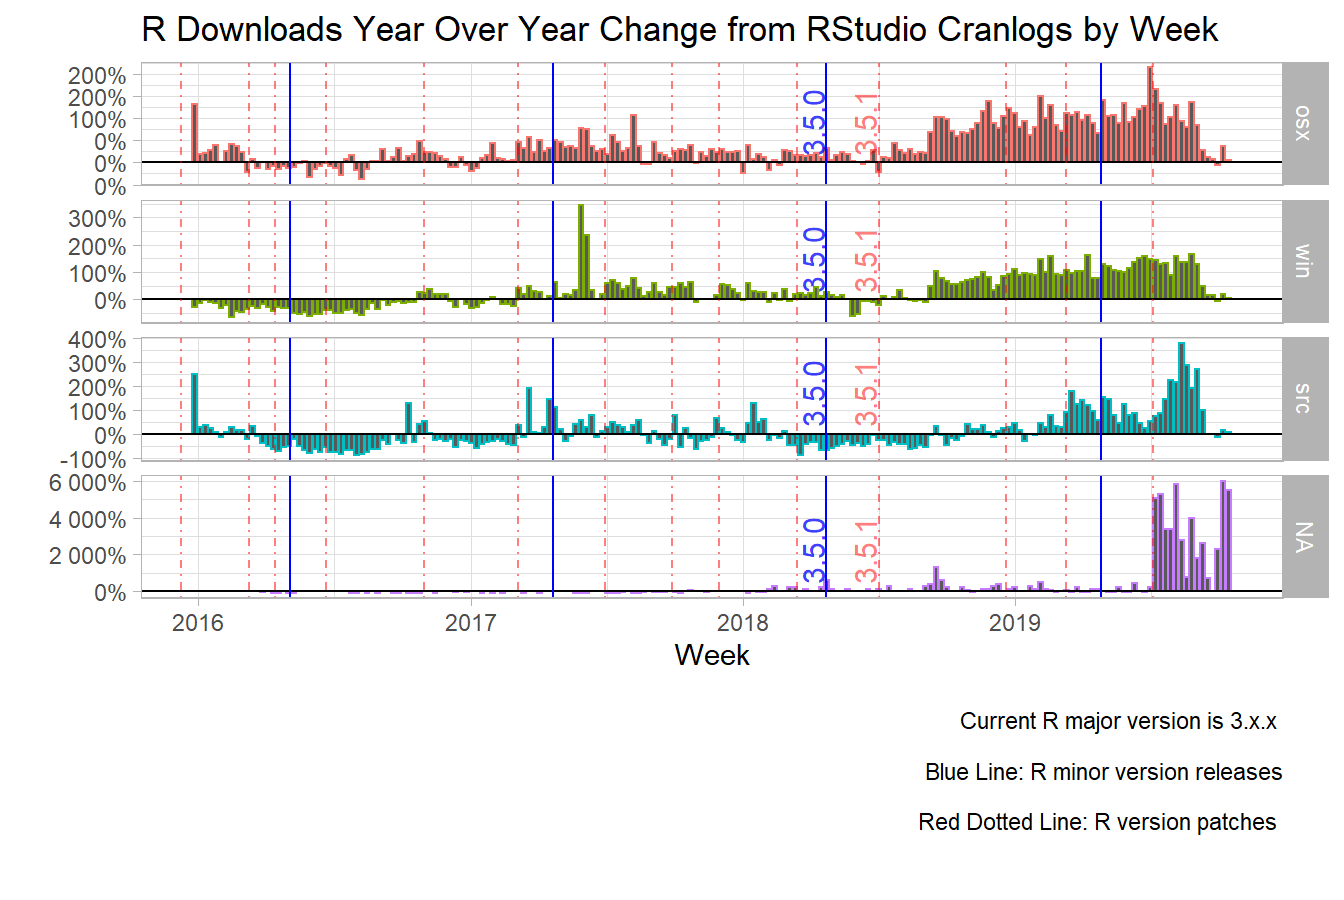 R Downloads Year Over Year Change from RStudio Cranlogs by Week
200%
200%
100%
0%
0%
0%
3.5.0
3.5.1
osx
300%
200%
100%
0%
3.5.0
3.5.1
win
400%
300%
200%
100%
0%
-100%
3.5.0
3.5.1
src
6 000%
4 000%
2 000%
0%
3.5.0
3.5.1
NA
2016 2017 2018 2019
Week
Current R major version is 3.x.x
Blue Line: R minor version releases
Red Dotted Line: R version patches